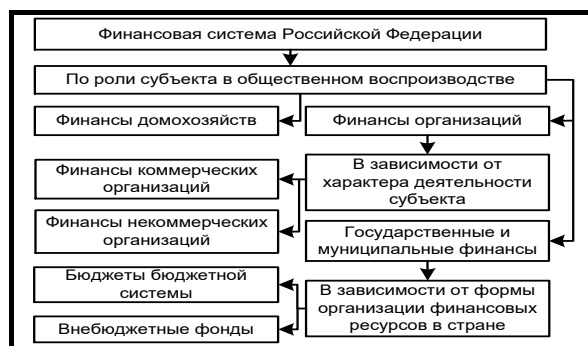 Финансовая система Российской Федерации
По роли субъекта в общественном воспроизводстве
Финансы домохозяйств
Финансы организаций
Финансы коммерческих
организаций
В зависимости от
характера деятельности
субъекта
Финансы некоммерческих
организаций
Государственные и
муниципальные финансы
Бюджеты бюджетной
системы
В зависимости от формы
организации финансовых
ресурсов в стране
Внебюджетные фонды